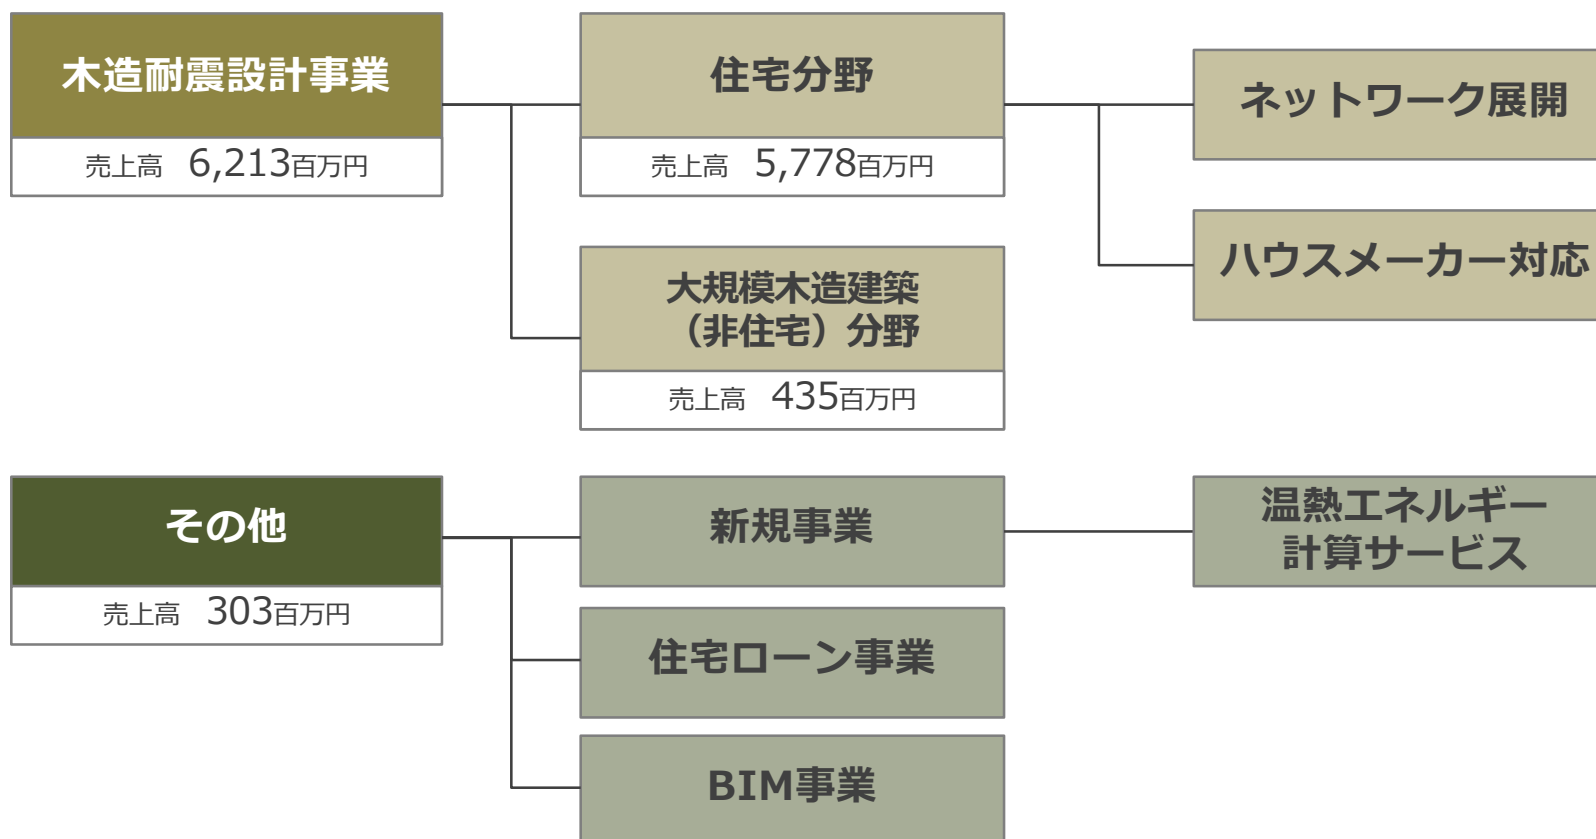 木造耐震設計事業
売上高 6,213百万円
住宅分野
売上高 5,778百万円
ネットワーク展開
ハウスメーカー対応
大規模木造建築
（非住宅）分野
売上高 435百万円
その他
売上高 303百万円
新規事業
温熱エネルギー
計算サービス
住宅ローン事業
BIM事業